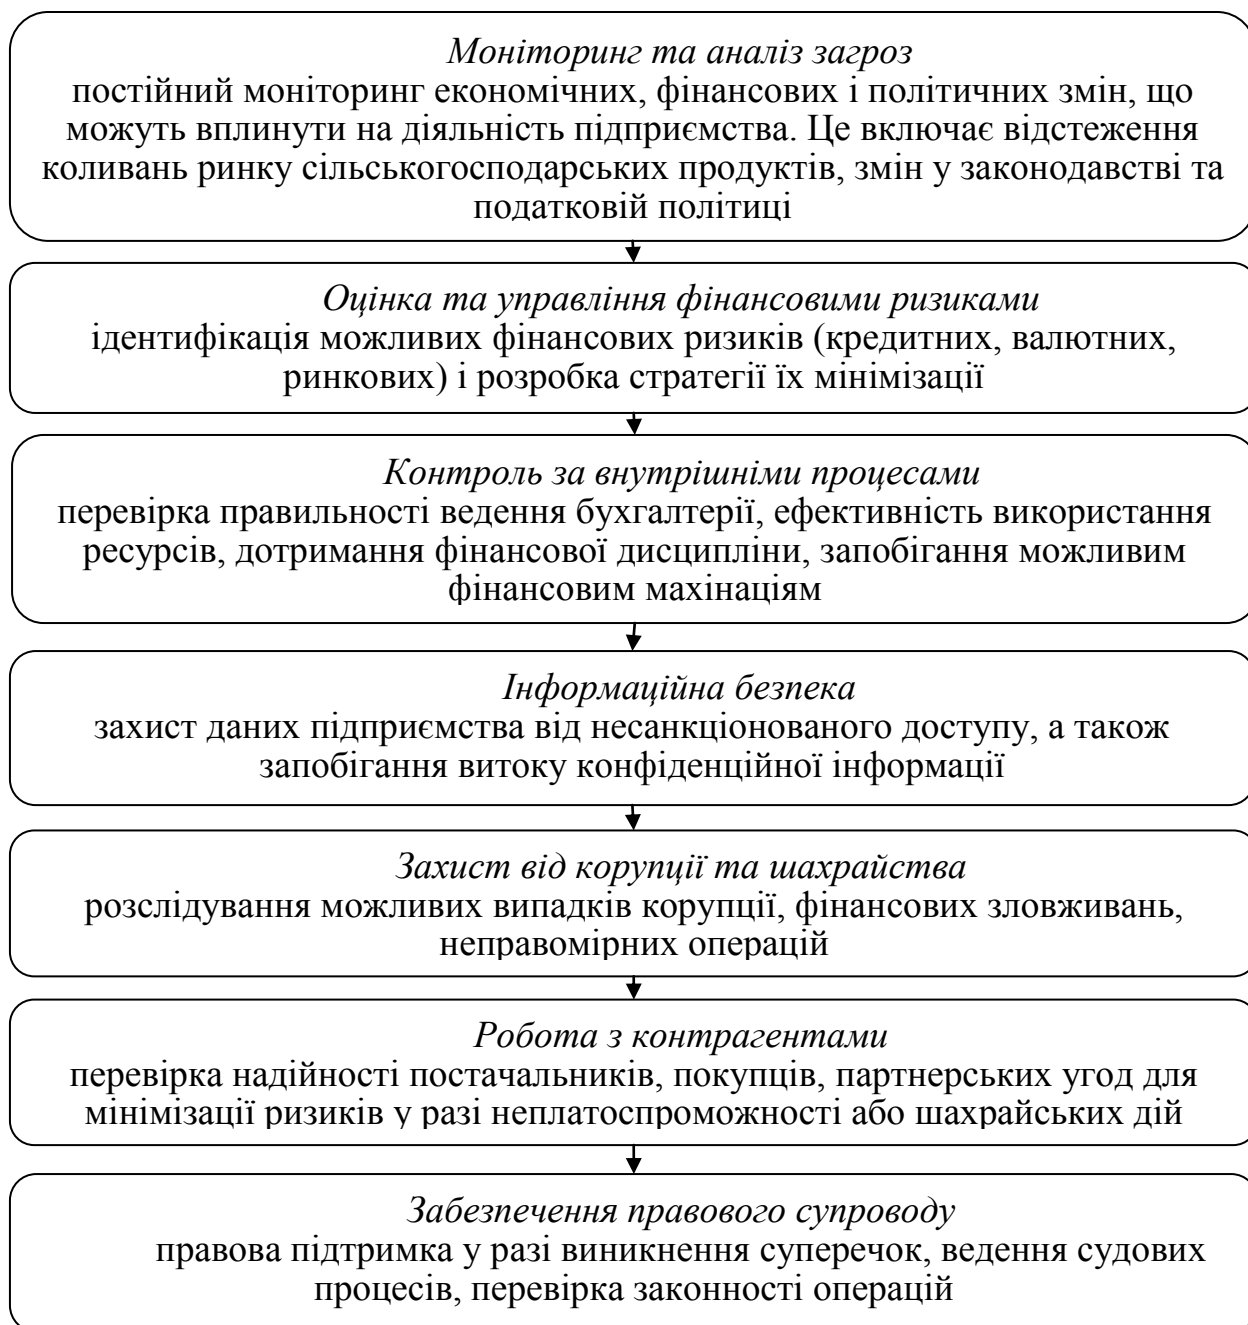 Моніторинг та аналіз загроз
постійний моніторинг економічних, фінансових і політичних змін, що
можуть вплинути на діяльність підприємства. Це включає відстеження
коливань ринку сільськогосподарських продуктів, змін у законодавстві та
податковій політиці
Оцінка та управління фінансовими ризиками
ідентифікація можливих фінансових ризиків (кредитних, валютних,
ринкових) і розробка стратегії їх мінімізації
Контроль за внутрішніми процесами
перевірка правильності ведення бухгалтерії, ефективність використання
ресурсів, дотримання фінансової дисципліни, запобігання можливим
фінансовим махінаціям
Інформаційна безпека
захист даних підприємства від несанкціонованого доступу, а також
запобігання витоку конфіденційної інформації
Захист від корупції та шахрайства
розслідування можливих випадків корупції, фінансових зловживань,
неправомірних операцій
Робота з контрагентами
перевірка надійності постачальників, покупців, партнерських угод для
мінімізації ризиків у разі неплатоспроможності або шахрайських дій
Забезпечення правового супроводу
правова підтримка у разі виникнення суперечок, ведення судових
процесів, перевірка законності операцій